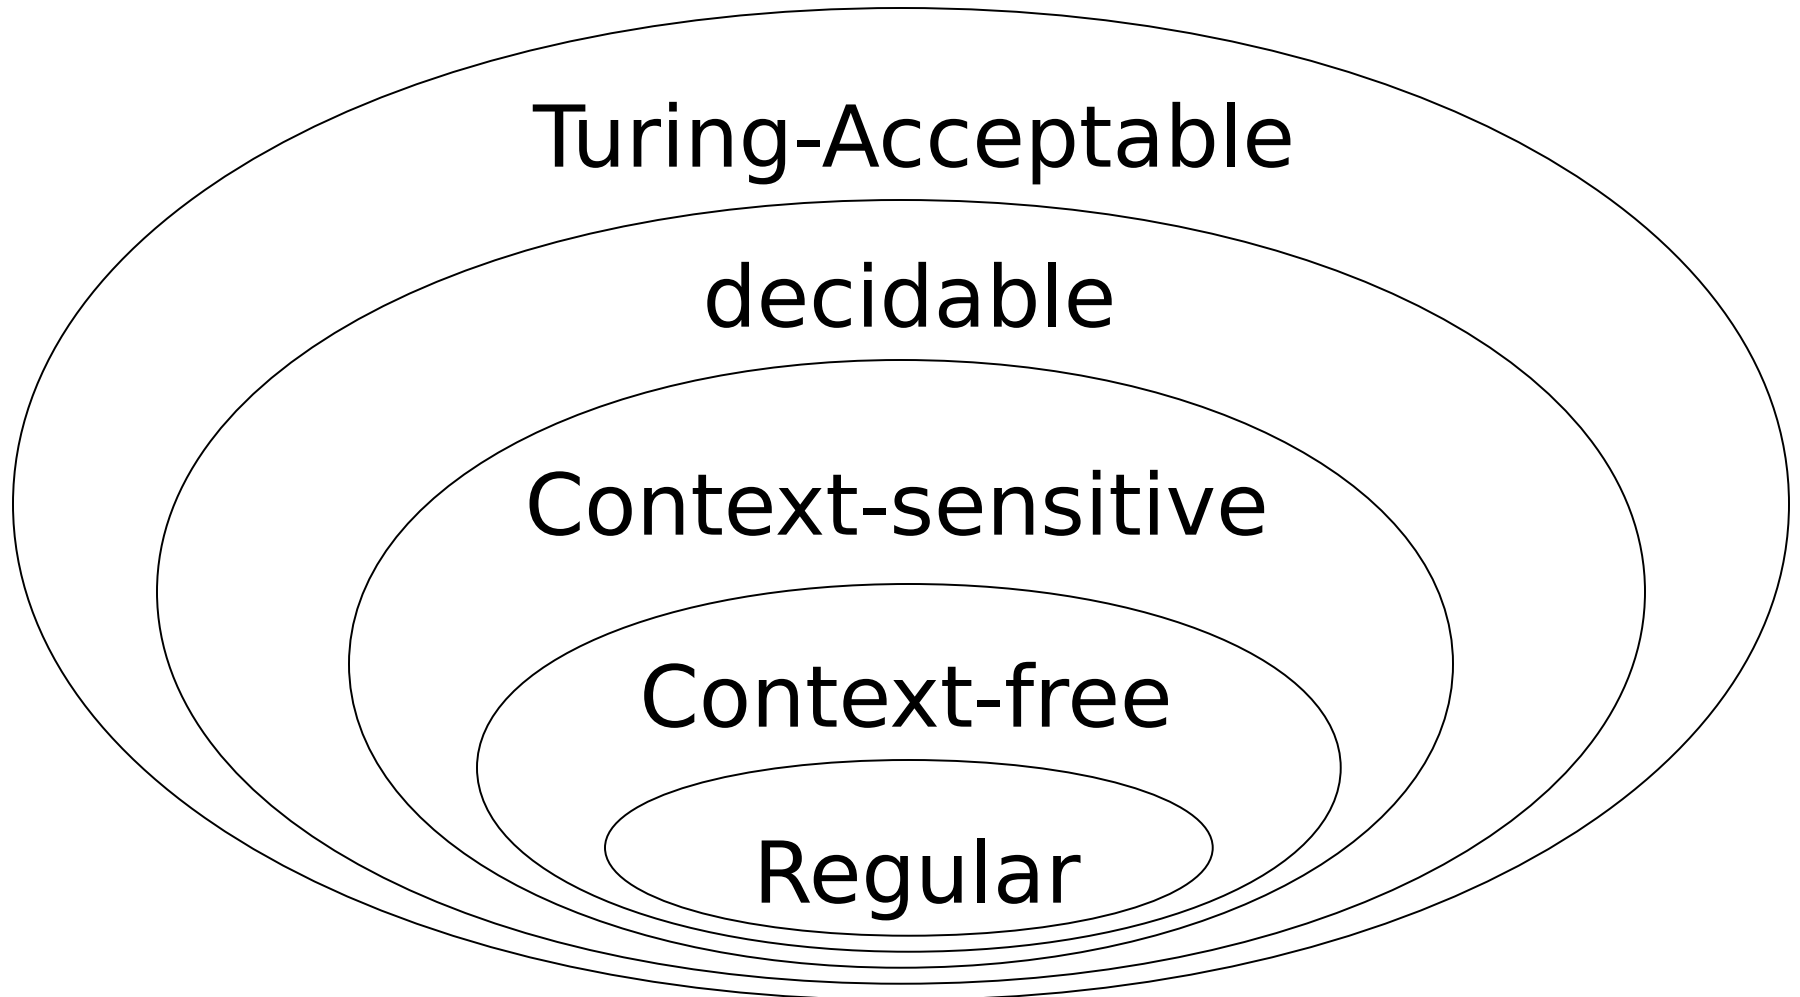 Turing-Acceptable
decidable
Context-sensitive
Context-free
Regular